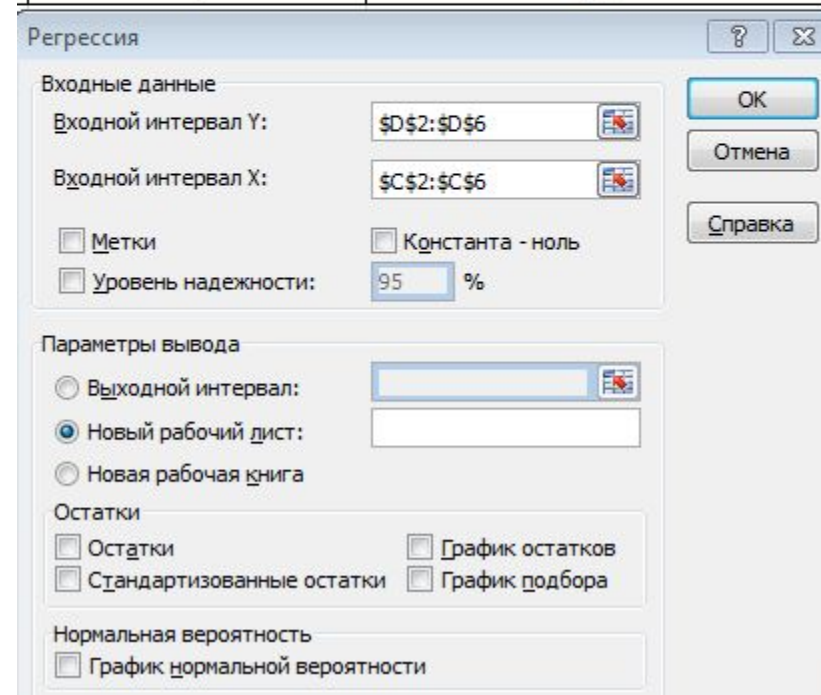 Регрессия
Входные данные
Входной интервал Y: $D$2:$D$6
Входной интервал X: $C$2:$C$6
Метки Константа - ноль
Уровень надежности: 95 %
Параметры вывода
Выходной интервал:
Новый рабочий лист:
Новая рабочая книга
Остатки
Остатки График остатков
Стандартизованные остатки График подбора
Нормальная вероятность
График нормальной вероятности
ОК
Отмена
Справка